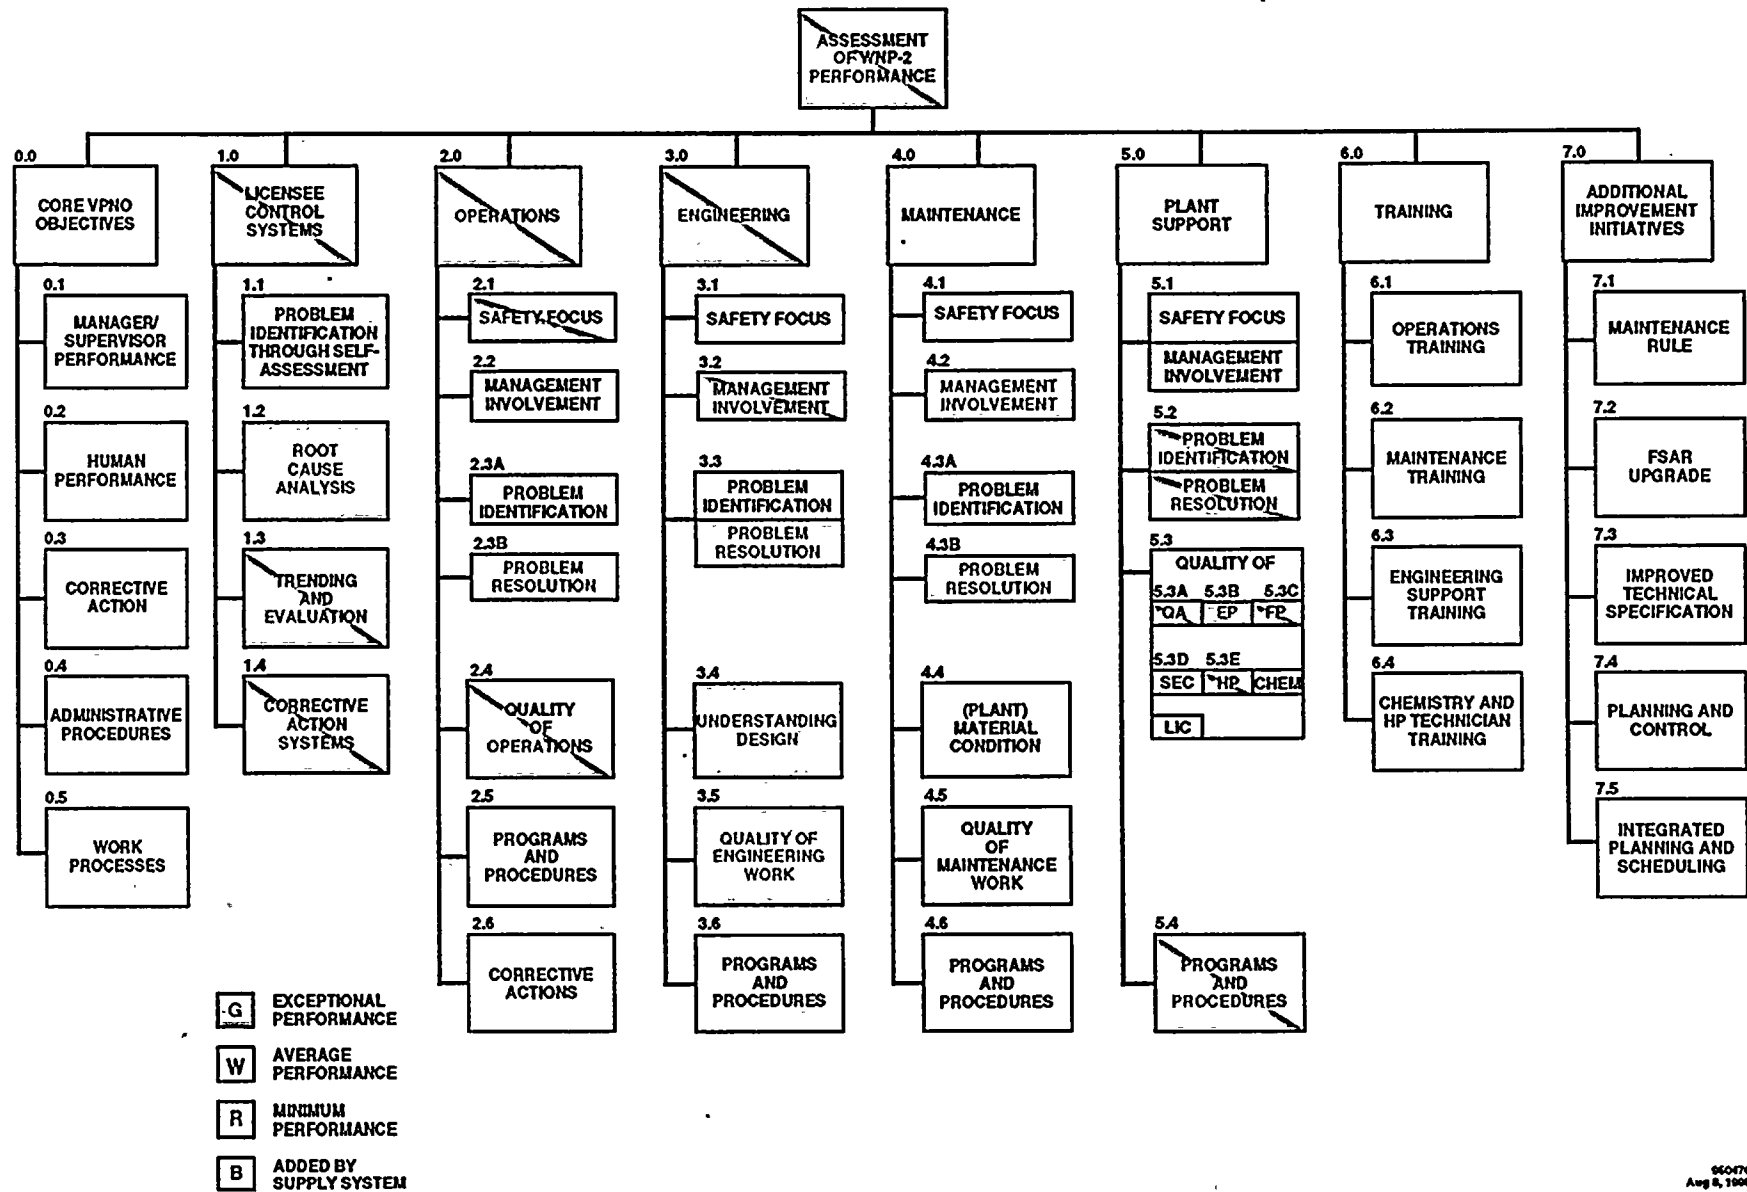 ASSESSMENT
OF WNP-2
PERFORMANCE
0.0
CORE VPNO
OBJECTIVES
0.1
MANAGER/
SUPERVISOR
PERFORMANCE
0.2
HUMAN
PERFORMANCE
0.3
CORRECTIVE
ACTION
0.4
ADMINISTRATIVE
PROCEDURES
0.5
WORK
PROCESSES
1.0
LICENSEE
CONTROL
SYSTEMS
1.1
PROBLEM
IDENTIFICATION
THROUGH SELF-
ASSESSMENT
1.2
ROOT
CAUSE
ANALYSIS
1.3
TRENDING
AND
EVALUATION
1.4
CORRECTIVE
ACTION
SYSTEMS
2.0
OPERATIONS
2.1
SAFETY FOCUS
2.2
MANAGEMENT
INVOLVEMENT
2.3A
PROBLEM
IDENTIFICATION
2.3B
PROBLEM
RESOLUTION
2.4
QUALITY
OF
OPERATIONS
2.5
PROGRAMS
AND
PROCEDURES
2.6
CORRECTIVE
ACTIONS
3.0
ENGINEERING
3.1
SAFETY FOCUS
3.2
MANAGEMENT
INVOLVEMENT
3.3
PROBLEM
IDENTIFICATION
PROBLEM
RESOLUTION
3.4
UNDERSTANDING
DESIGN
3.5
QUALITY OF
ENGINEERING
WORK
3.6
PROGRAMS
AND
PROCEDURES
4.0
MAINTENANCE
4.1
SAFETY FOCUS
4.2
MANAGEMENT
INVOLVEMENT
4.3A
PROBLEM
IDENTIFICATION
4.3B
PROBLEM
RESOLUTION
4.4
(PLANT)
MATERIAL
CONDITION
4.5
QUALITY
OF
MAINTENANCE
WORK
4.6
PROGRAMS
AND
PROCEDURES
5.0
PLANT
SUPPORT
5.1
SAFETY FOCUS
MANAGEMENT
INVOLVEMENT
5.2
PROBLEM
IDENTIFICATION
PROBLEM
RESOLUTION
5.3
QUALITY OF
5.3A 5.3B 5.3C
QA EP FP
5.3D 5.3E
SEC HP CHEM
LIC
5.4
PROGRAMS
AND
PROCEDURES
6.0
TRAINING
6.1
OPERATIONS
TRAINING
6.2
MAINTENANCE
TRAINING
6.3
ENGINEERING
SUPPORT
TRAINING
6.4
CHEMISTRY AND
HP TECHNICIAN
TRAINING
7.0
ADDITIONAL
IMPROVEMENT
INITIATIVES
7.1
MAINTENANCE
RULE
7.2
FSAR
UPGRADE
7.3
IMPROVED
TECHNICAL
SPECIFICATION
7.4
PLANNING AND
CONTROL
7.5
INTEGRATED
PLANNING AND
SCHEDULING
G EXCEPTIONAL
PERFORMANCE
W AVERAGE
PERFORMANCE
R MINIMUM
PERFORMANCE
B ADDED BY
SUPPLY SYSTEM
Aug 8,